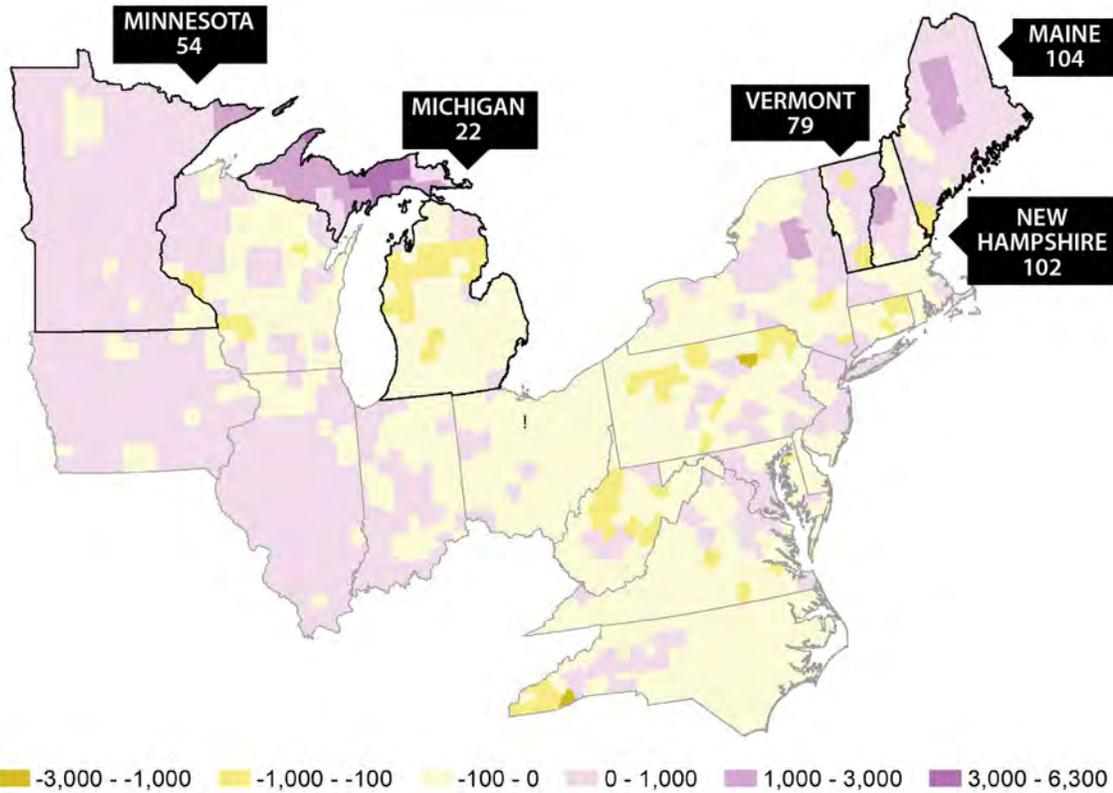 MINNESOTA
54
MICHIGAN
22
VERMONT
79
MAINE
104
NEW
HAMPSHIRE
102
!
-3,000 - -1,000
-1,000 - -100
-100 - 0
0 - 1,000
1,000 - 3,000
3,000 - 6,300